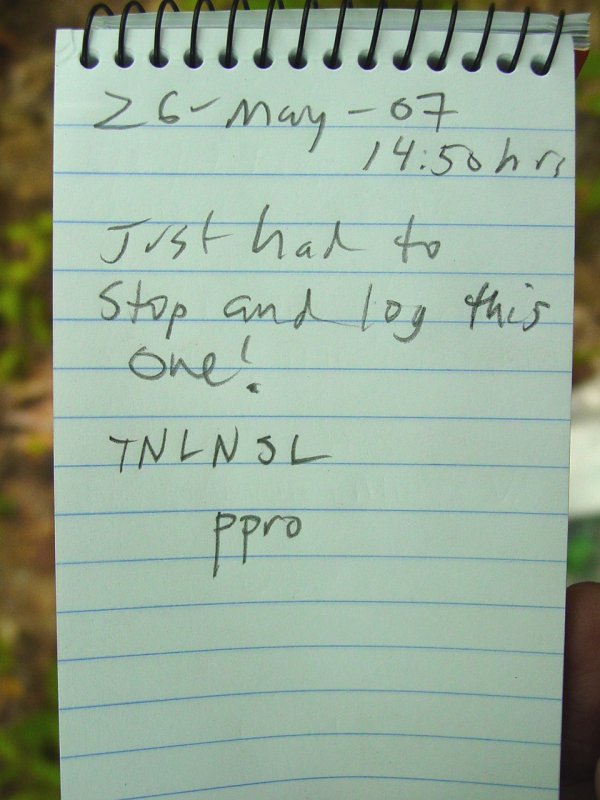 26-May-07
14:50hrs
Just had to
Stop and log this
one!
TNLNSL
ppro